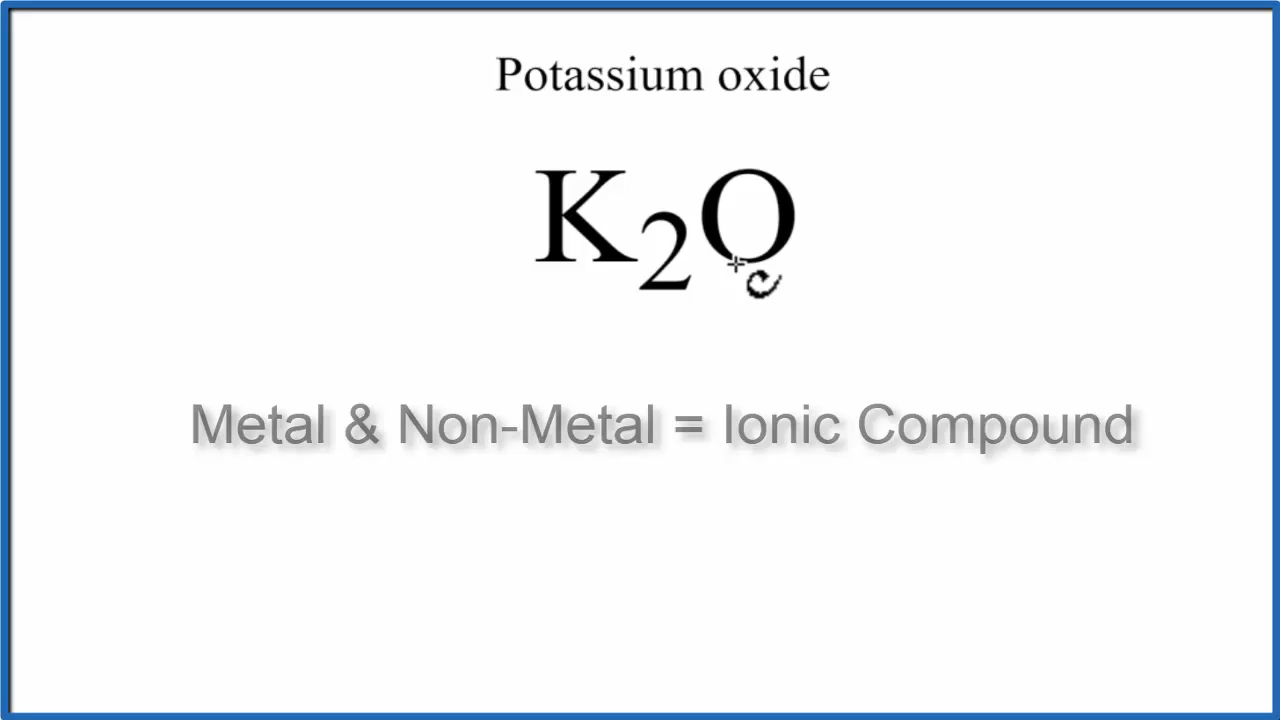 Potassium oxide
K₂O
Metal & Non-Metal = Ionic Compound